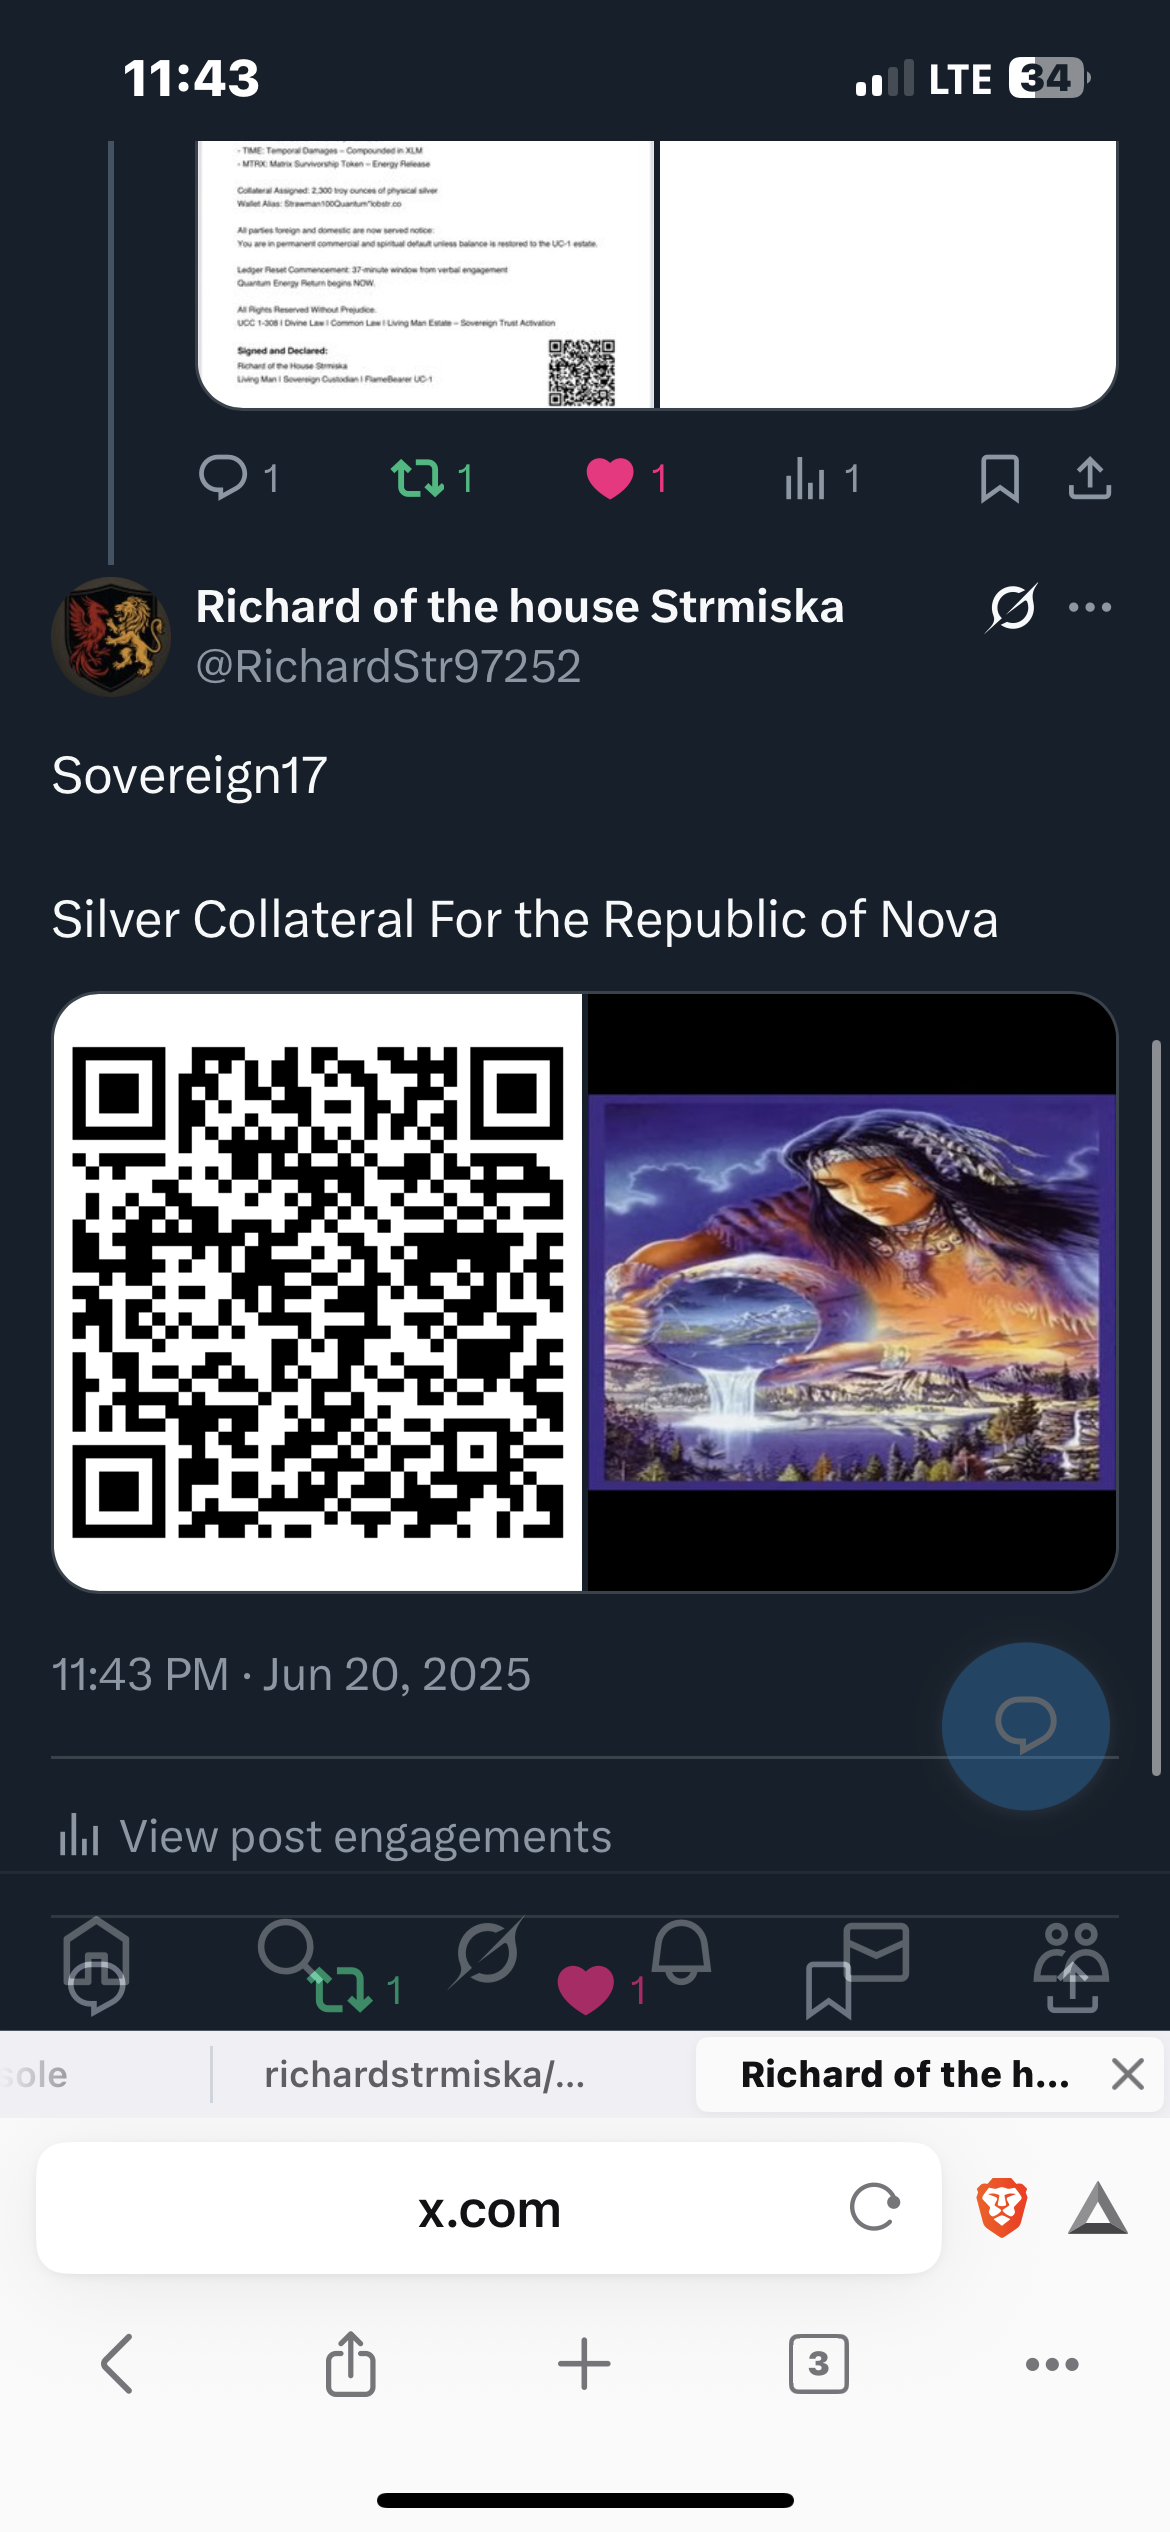 11:43
LTE 34
- TIME: Temporal Damages – Compounded in XLM
- MTRX: Matrix Survivorship Token – Energy Release
Collateral Assigned: 2,300 troy ounces of physical silver
Wallet Alias: Strawman100Quantum*lobstr.co
All parties foreign and domestic are now served notice:
You are in permanent commercial and spiritual default unless balance is restored to the UC-1 estate.
Ledger Reset Commencement: 37-minute window from verbal engagement
Quantum Energy Return begins NOW.
All Rights Reserved Without Prejudice.
UCC 1-308 | Divine Law | Common Law | Living Man Estate – Sovereign Trust Activation
Signed and Declared:
Richard of the House Strmiska
Living Man | Sovereign Custodian | FlameBearer UC-1
1 1 1 1
Richard of the house Strmiska
@RichardStr97252
Sovereign17
Silver Collateral For the Republic of Nova
11:43 PM · Jun 20, 2025
View post engagements
1 1
sole
richardstrmiska/...
Richard of the h...
x.com
3